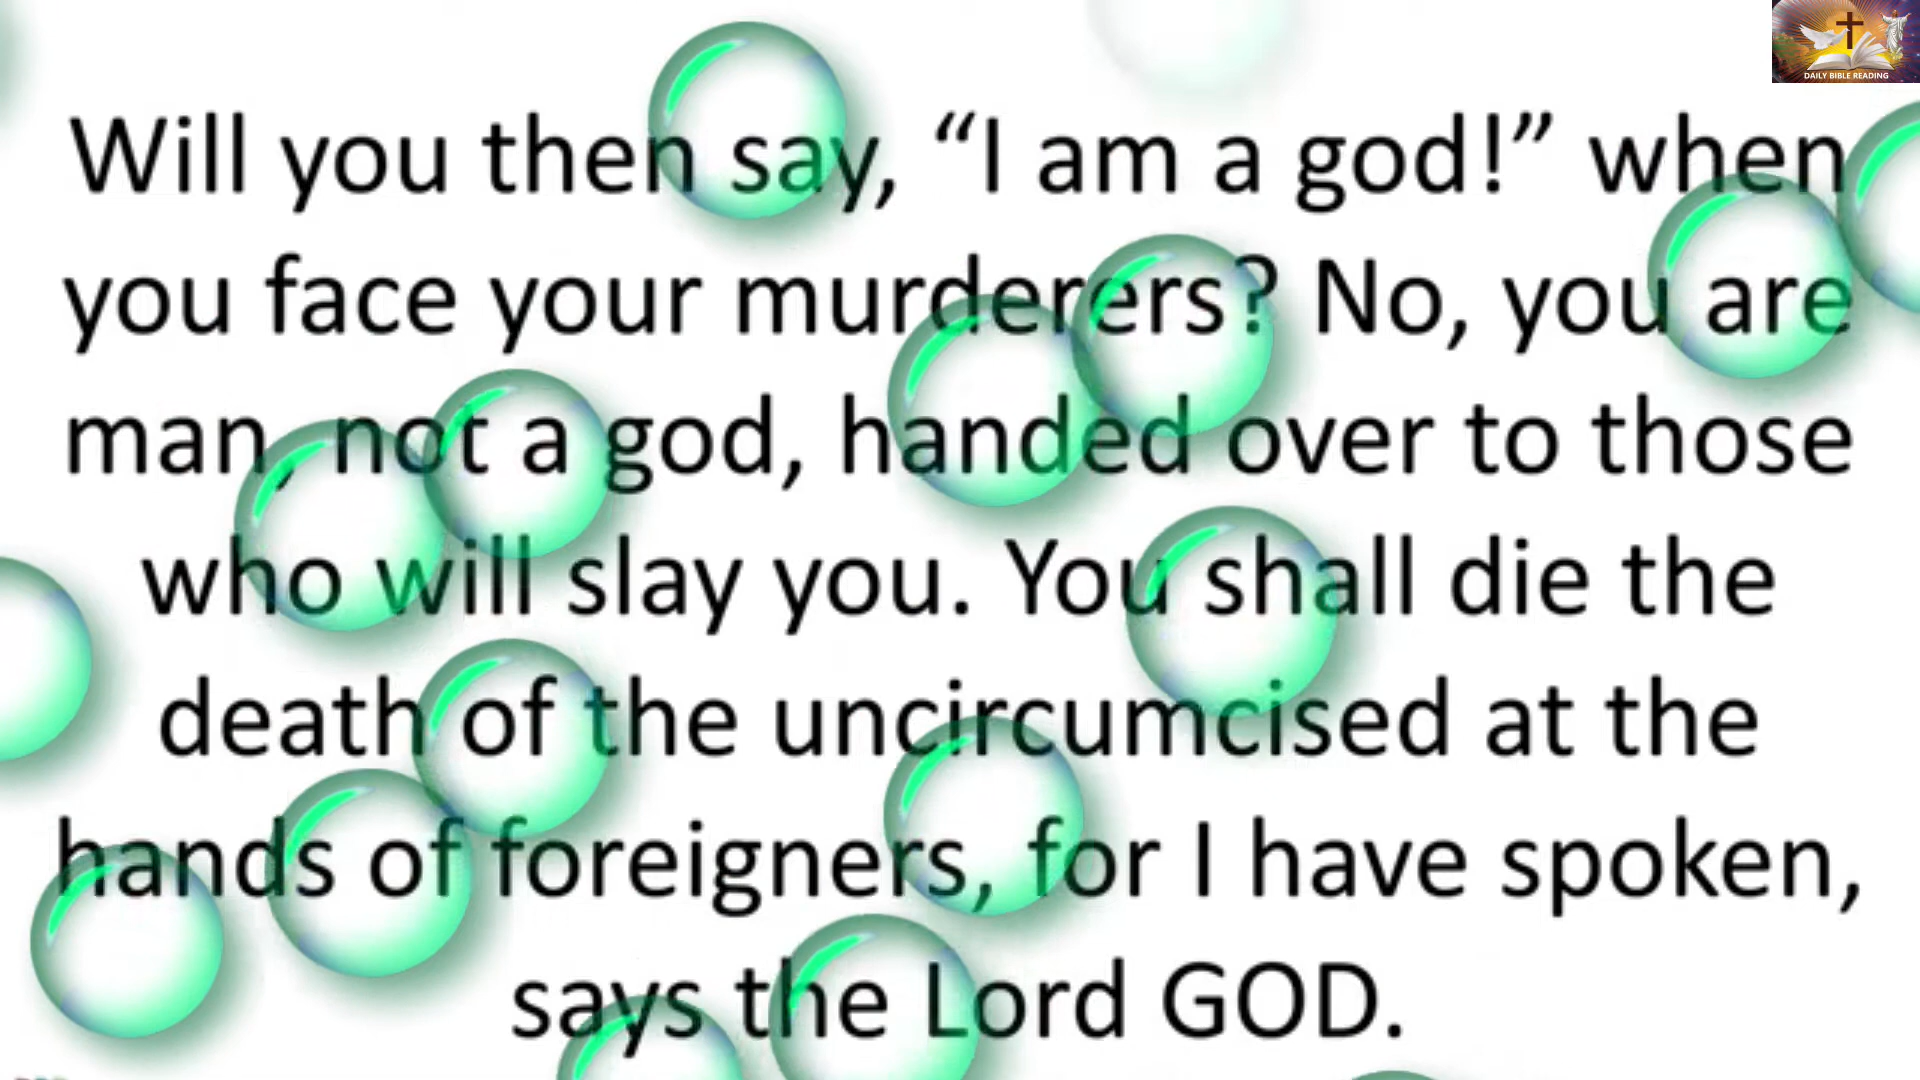 DAILY BIBLE READING
Will you then say, “I am a god!” when
you face your murderers? No, you are
man, not a god, handed over to those
who will slay you. You shall die the
death of the uncircumcised at the
hands of foreigners, for I have spoken,
says the Lord GOD.